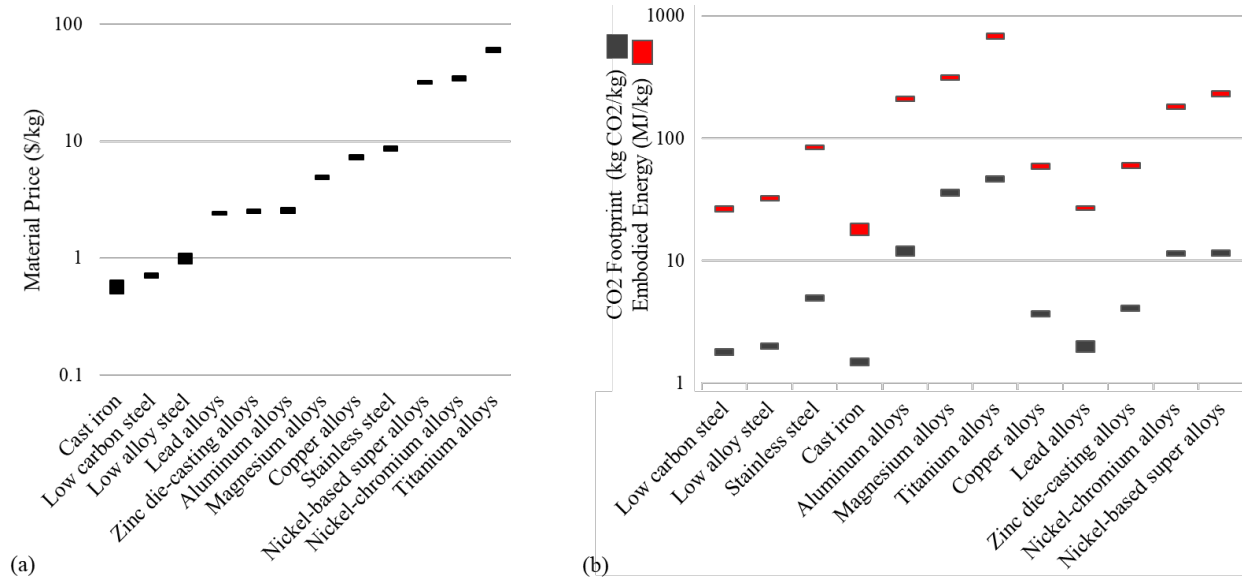 100
10
1
0.1
Material Price ($/kg)
Cast iron
Low carbon steel
Low alloy steel
Lead alloys
Zinc die-casting alloys
Aluminum alloys
Magnesium alloys
Copper alloys
Stainless steel
Nickel-based super alloys
Nickel-chromium alloys
Titanium alloys
(a)
1000
100
10
1
CO2 Footprint (kg CO2/kg)
Embodied Energy (MJ/kg)
Low carbon steel
Low alloy steel
Stainless steel
Cast iron
Aluminum alloys
Magnesium alloys
Titanium alloys
Copper alloys
Lead alloys
Zinc die-casting alloys
Nickel-chromium alloys
Nickel-based super alloys
(b)